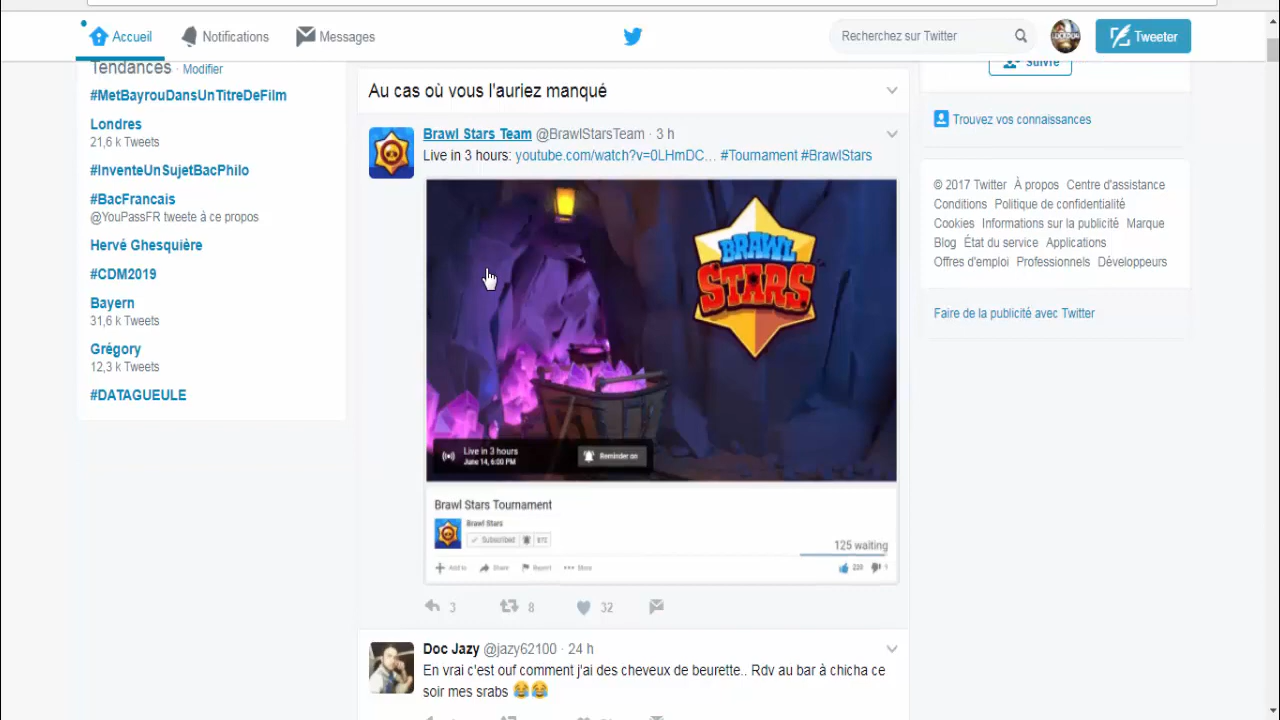 Accueil
Notifications
Messages
Recherchez sur Twitter
Tweeter
Tendances · Modifier
#MetBayrouDansUnTitreDeFilm
Londres
21,6 k Tweets
#InventeUnSujetBacPhilo
#BacFrancais
@YouPassFR tweete à ce propos
Hervé Ghesquière
#CDM2019
Bayern
31,6 k Tweets
Grégory
12,3 k Tweets
#DATAGUEULE
Au cas où vous l'auriez manqué
Brawl Stars Team @BrawlStarsTeam · 3 h
Live in 3 hours: youtube.com/watch?v=0LHmDC… #Tournament #BrawlStars
BRAWL
STARS
Live in 3 hours
June 14, 6:00 PM
Reminder on
Brawl Stars Tournament
Brawl Stars
Subscribed 872
125 waiting
Add to Share Report More
230 1
3 8 32
Doc Jazy @jazy62100 · 24 h
En vrai c'est ouf comment j'ai des cheveux de beurette.. Rdv au bar à chicha ce
soir mes srabs 😂😂
Suivre
Trouvez vos connaissances
© 2017 Twitter À propos Centre d'assistance
Conditions Politique de confidentialité
Cookies Informations sur la publicité Marque
Blog État du service Applications
Offres d'emploi Professionnels Développeurs
Faire de la publicité avec Twitter